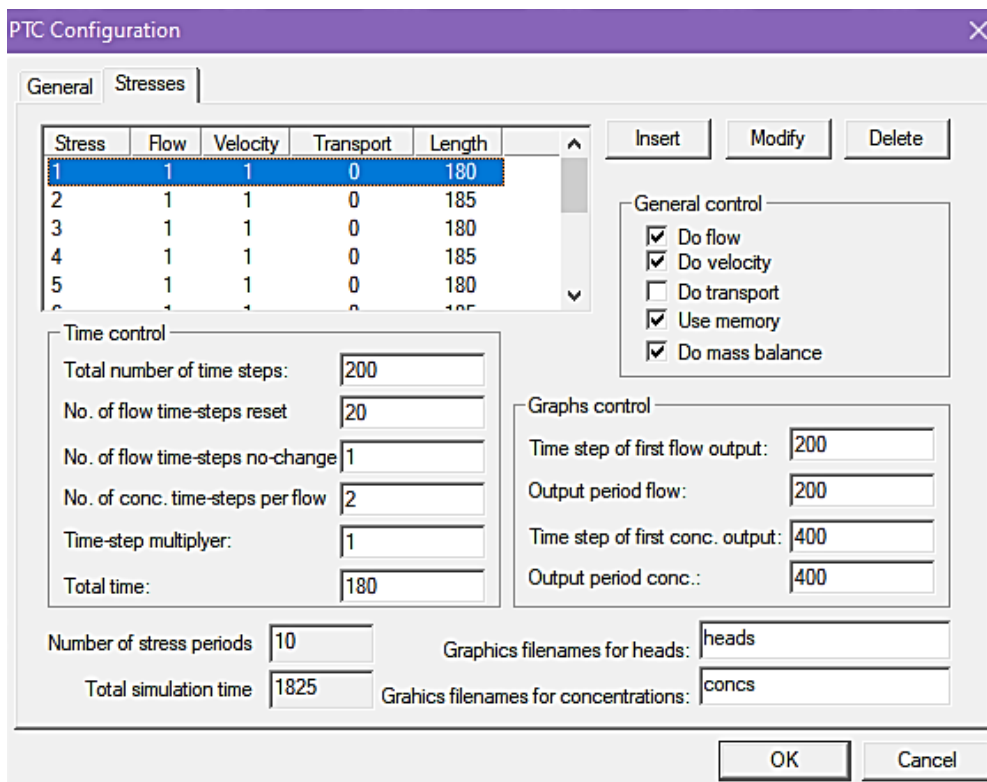 PTC Configuration
General Stresses
Stress Flow Velocity Transport Length
1 1 1 0 180
2 1 1 0 185
3 1 1 0 180
4 1 1 0 185
5 1 1 0 180
Insert Modify Delete
General control
Do flow
Do velocity
Do transport
Use memory
Do mass balance
Time control
Total number of time steps: 200
No. of flow time-steps reset 20
No. of flow time-steps no-change 1
No. of conc. time-steps per flow 2
Time-step multiplyer: 1
Total time: 180
Graphs control
Time step of first flow output: 200
Output period flow: 200
Time step of first conc. output: 400
Output period conc.: 400
Number of stress periods 10
Total simulation time 1825
Graphics filenames for heads: heads
Grahics filenames for concentrations: concs
OK Cancel